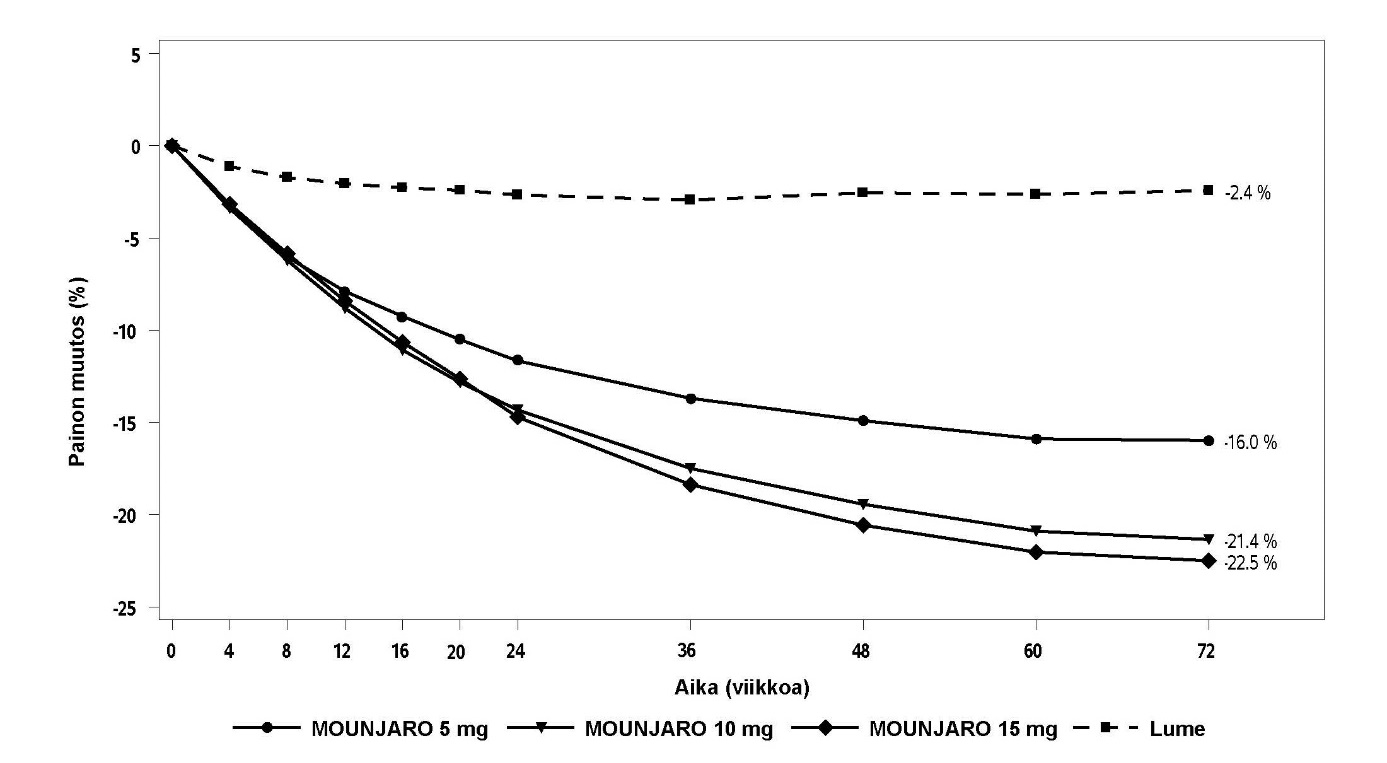 5
0
-5
-10
-15
-20
-25
Painon muutos (%)
-2.4 %
-16.0 %
-21.4 %
-22.5 %
0 4 8 12 16 20 24 36 48 60 72
Aika (viikkoa)
MOUNJARO 5 mg MOUNJARO 10 mg MOUNJARO 15 mg Lume